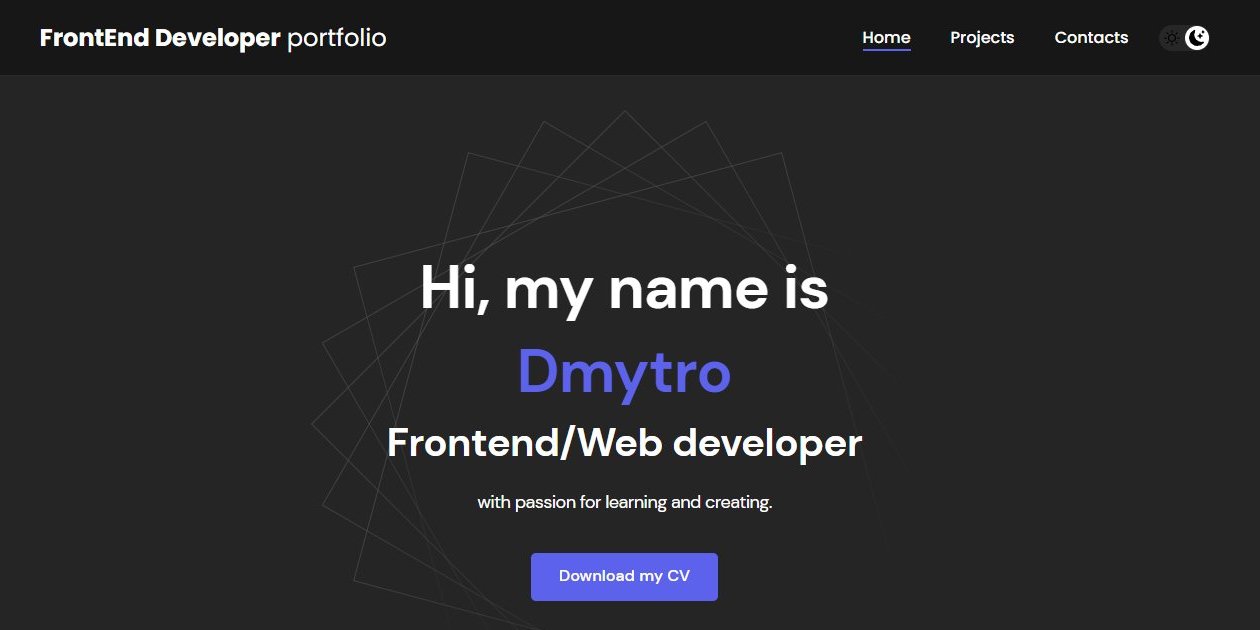 FrontEnd Developer portfolio
Home Projects Contacts
Hi, my name is
Dmytro
Frontend/Web developer
with passion for learning and creating.
Download my CV